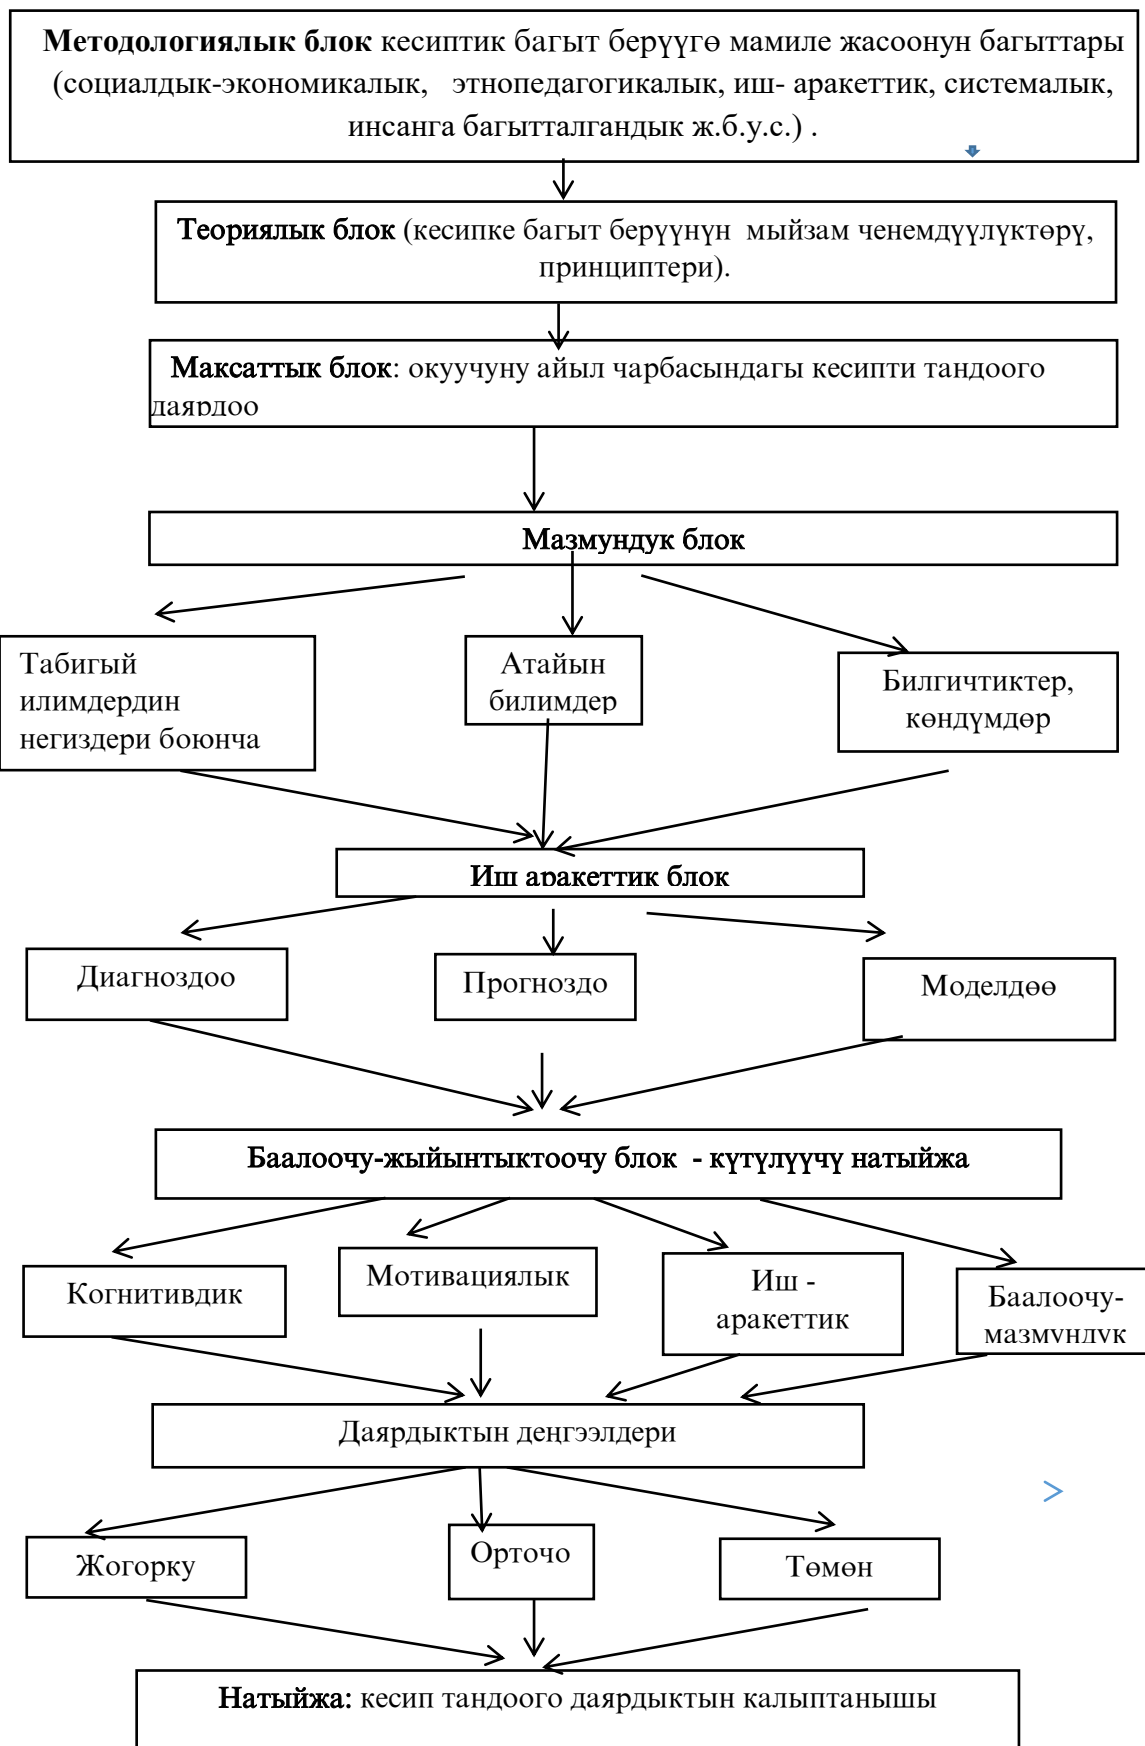 Методологиялык блок кесиптик багыт берүүгө мамиле жасоонун багыттары
(социалдык-экономикалык, этнопедагогикалык, иш- аракеттик, системалык,
инсанга багытталгандык ж.б.у.с.) .
Теориялык блок (кесипке багыт берүүнүн мыйзам ченемдүүлүктөрү,
принциптери).
Максаттык блок: окуучуну айыл чарбасындагы кесипти тандоого
даярдоо
Мазмундук блок
Табигый
илимдердин
негиздери боюнча
Атайын
билимдер
Билгичтиктер,
көндүмдөр
Иш аракеттик блок
Диагноздоо
Прогноздо
Моделдөө
Баалоочу-жыйынтыктоочу блок - күтүлүүчү натыйжа
Когнитивдик
Мотивациялык
Иш -
аракеттик
Баалоочу-
мазмундук
Даярдыктын деңгээлдери
Жогорку
Орточо
Төмөн
Натыйжа: кесип тандоого даярдыктын калыптанышы